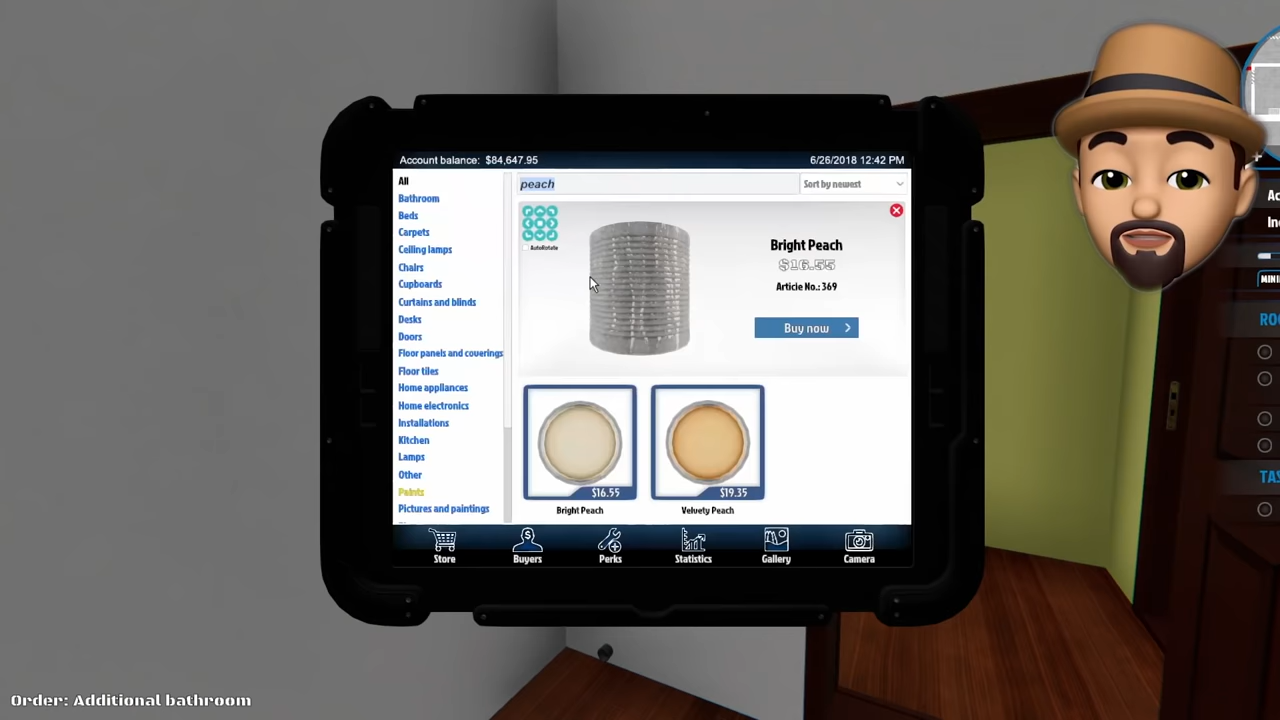 Account balance: $84,647.95
6/26/2018 12:42 PM
All
Bathroom
Beds
Carpets
Ceiling lamps
Chairs
Cupboards
Curtains and blinds
Desks
Doors
Floor panels and coverings
Floor tiles
Home appliances
Home electronics
Installations
Kitchen
Lamps
Other
Paints
Pictures and paintings
peach
Sort by newest
AutoRotate
Bright Peach
$16.55
Article No.: 369
Buy now
$16.55
$19.35
Bright Peach
Velvety Peach
Store
Buyers
Perks
Statistics
Gallery
Camera
Order: Additional bathroom